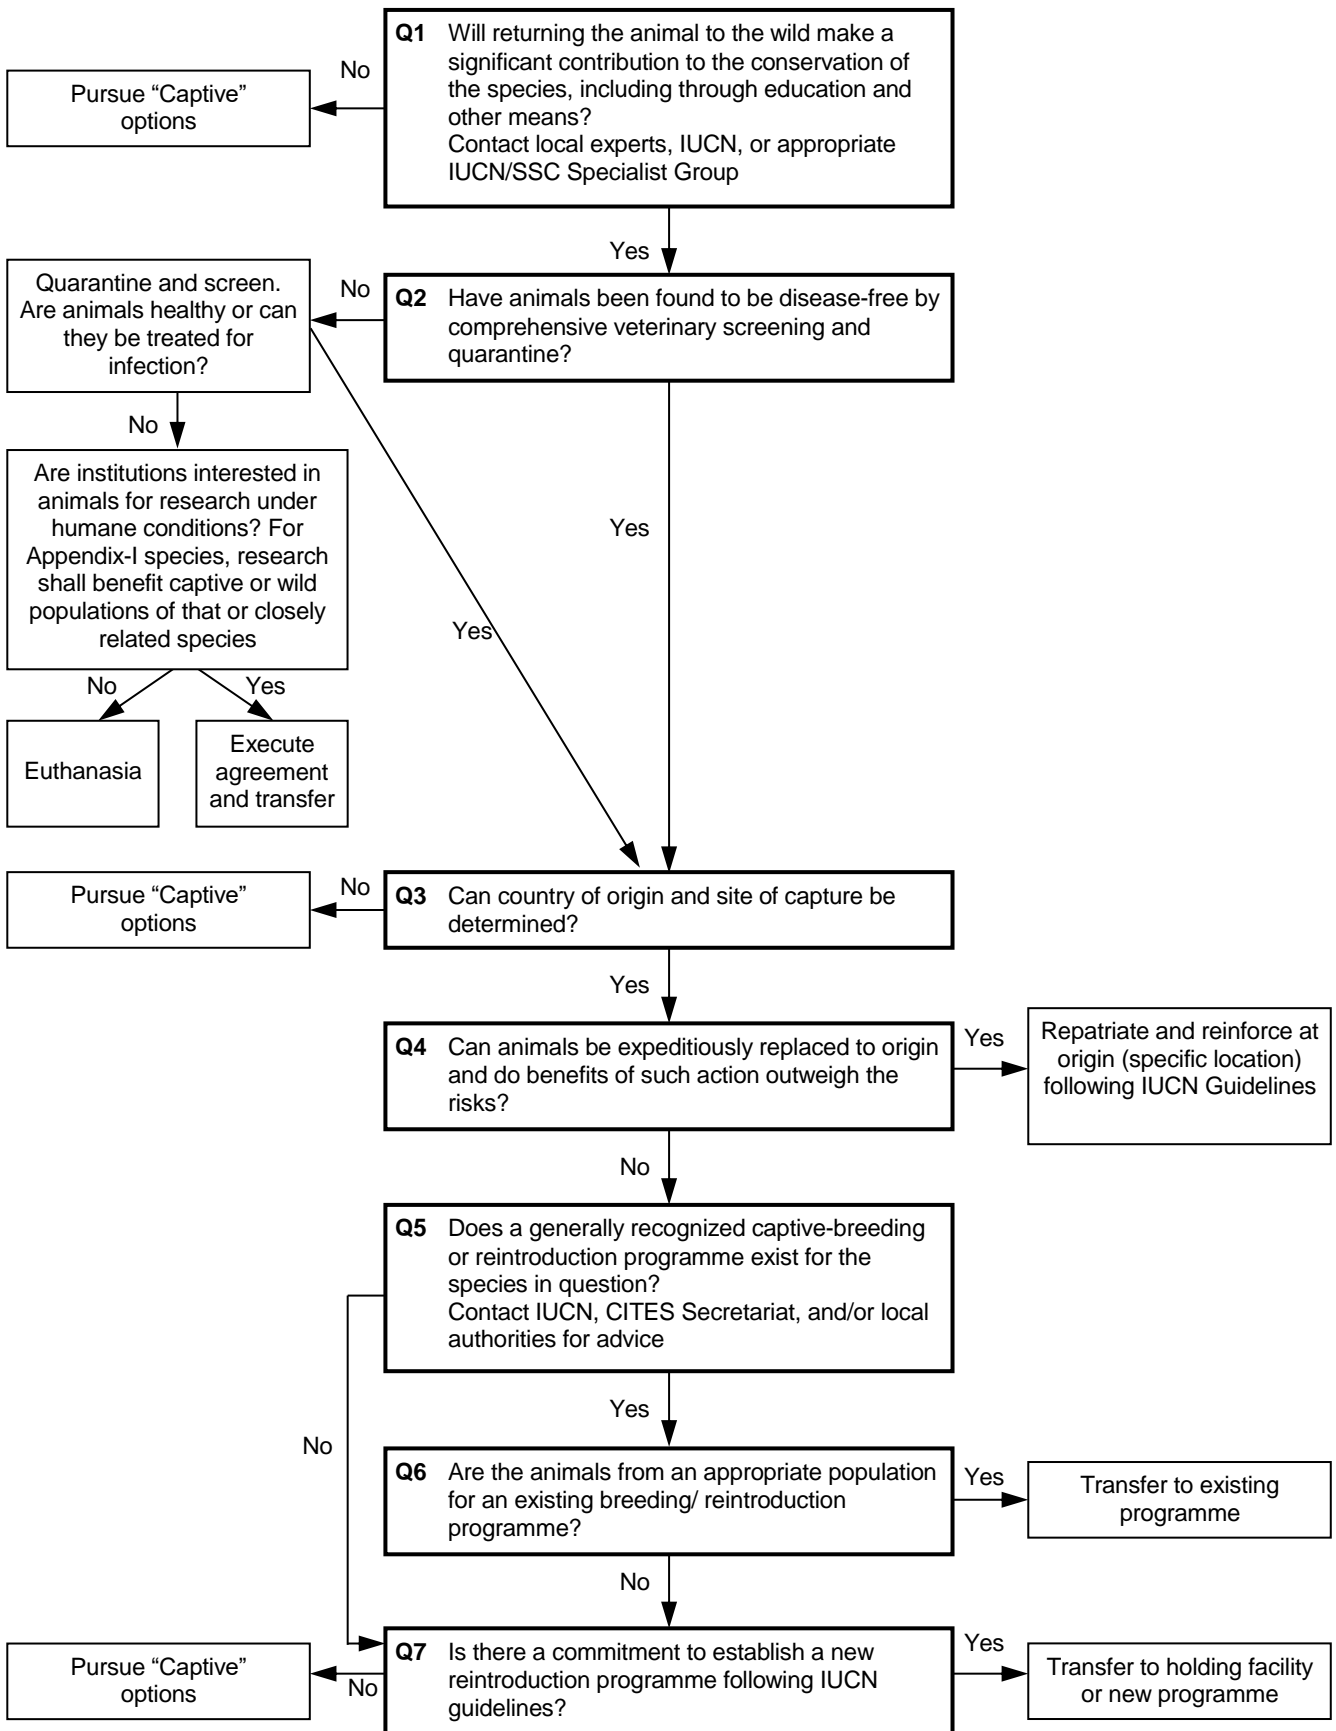 Q1 Will returning the animal to the wild make a
significant contribution to the conservation of
the species, including through education and
other means?
Contact local experts, IUCN, or appropriate
IUCN/SSC Specialist Group
No
Pursue “Captive”
options
Yes
Q2 Have animals been found to be disease-free by
comprehensive veterinary screening and
quarantine?
No
Quarantine and screen.
Are animals healthy or can
they be treated for
infection?
No
Are institutions interested in
animals for research under
humane conditions? For
Appendix-I species, research
shall benefit captive or wild
populations of that or closely
related species
No
Yes
Euthanasia
Execute
agreement
and transfer
Yes
Yes
Q3 Can country of origin and site of capture be
determined?
No
Pursue “Captive”
options
Yes
Q4 Can animals be expeditiously replaced to origin
and do benefits of such action outweigh the
risks?
Yes
Repatriate and reinforce at
origin (specific location)
following IUCN Guidelines
No
Q5 Does a generally recognized captive-breeding
or reintroduction programme exist for the
species in question?
Contact IUCN, CITES Secretariat, and/or local
authorities for advice
Yes
No
Q6 Are the animals from an appropriate population
for an existing breeding/ reintroduction
programme?
Yes
Transfer to existing
programme
No
Q7 Is there a commitment to establish a new
reintroduction programme following IUCN
guidelines?
No
Pursue “Captive”
options
Yes
Transfer to holding facility
or new programme